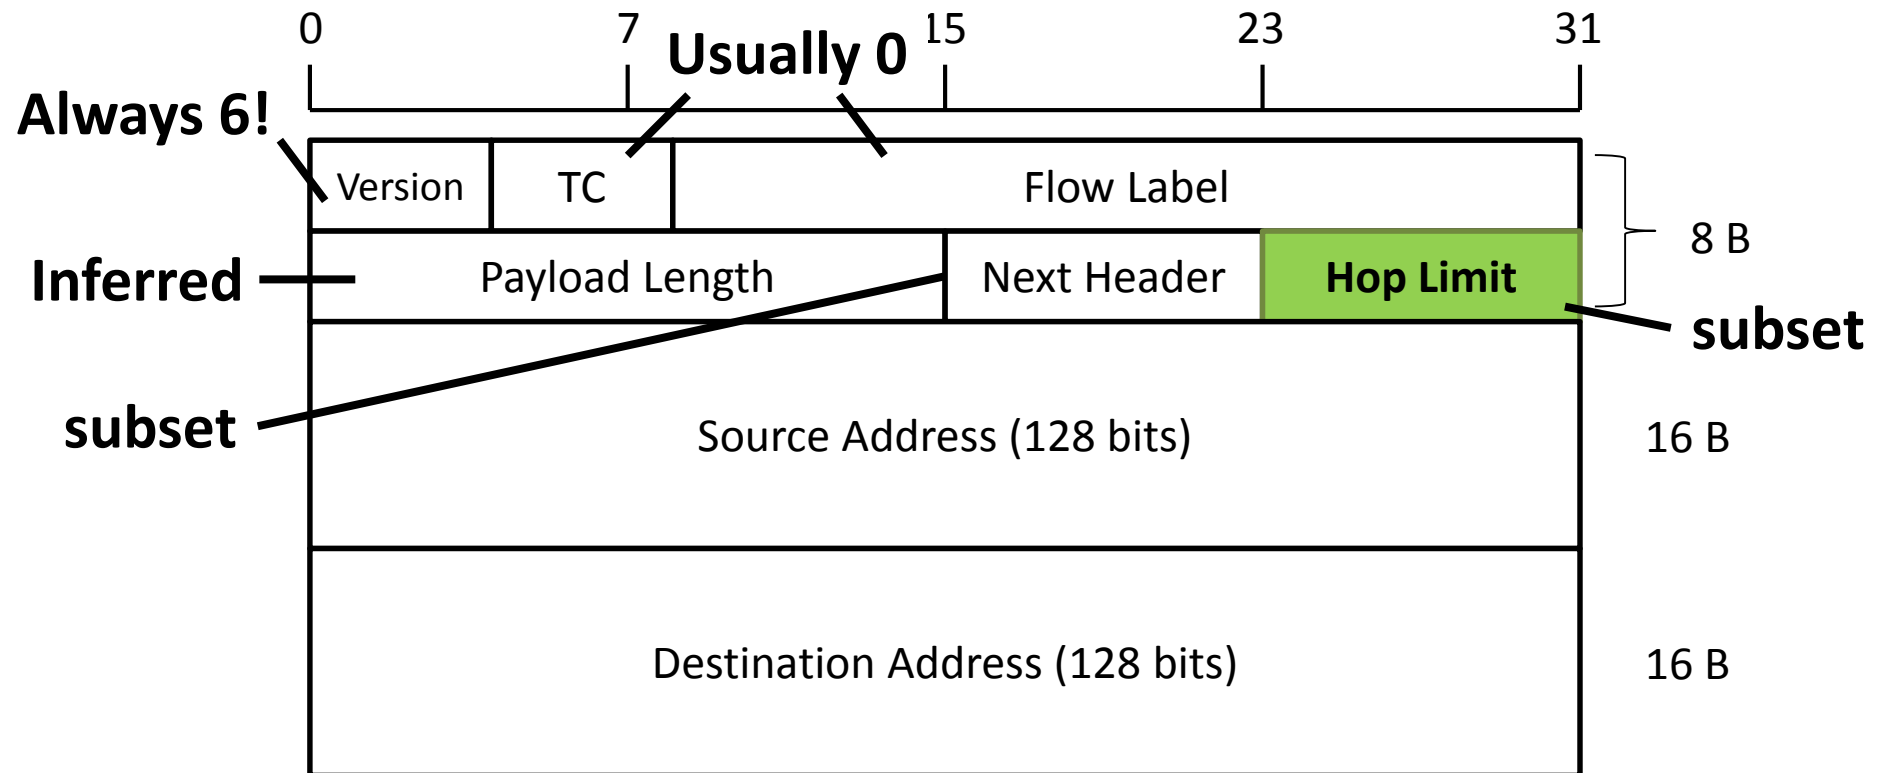 0 7 15 23 31
Usually 0
Always 6!
Version TC Flow Label
8 B
Inferred Payload Length Next Header Hop Limit
subset
subset
Source Address (128 bits) 16 B
Destination Address (128 bits) 16 B